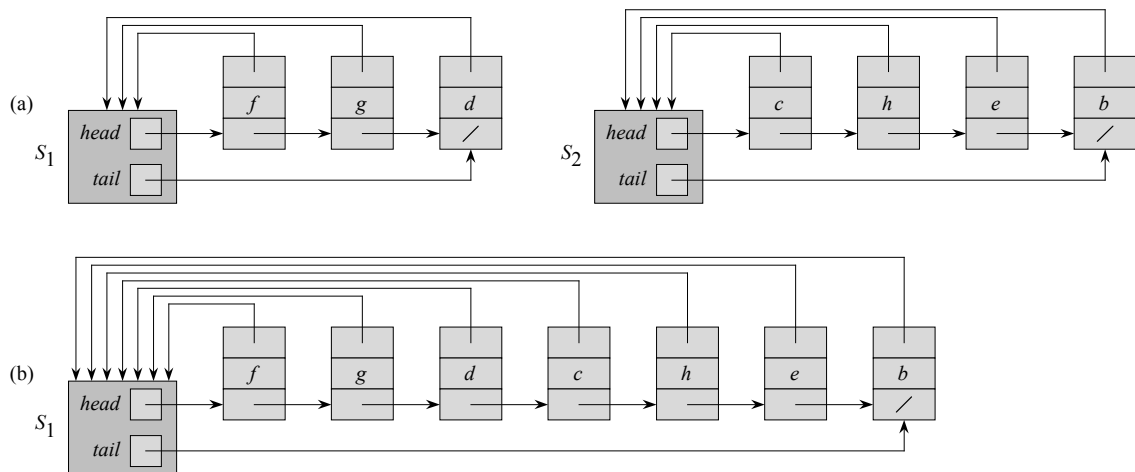 (a)
f g d
head
S1
tail
c h e b
head
S2
tail
(b)
f g d c h e b
head
S1
tail